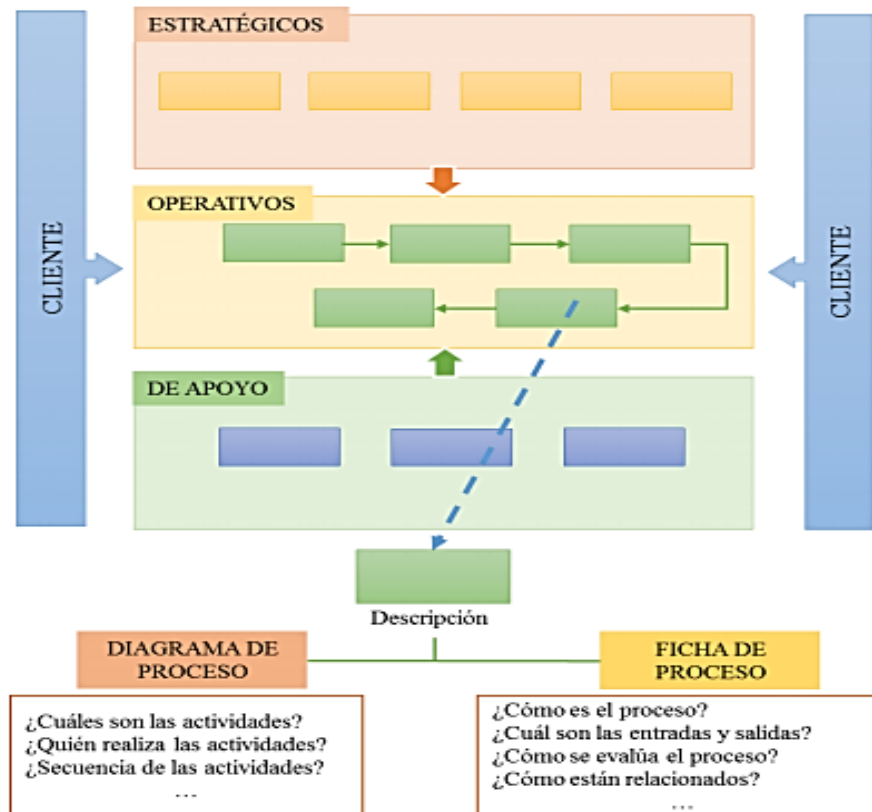 ESTRATÉGICOS
OPERATIVOS
CLIENTE
CLIENTE
DE APOYO
Descripción
DIAGRAMA DE
PROCESO
¿Cuáles son las actividades?
¿Quién realiza las actividades?
¿Secuencia de las actividades?
...
FICHA DE
PROCESO
¿Cómo es el proceso?
¿Cuál son las entradas y salidas?
¿Cómo se evalúa el proceso?
¿Cómo están relacionados?
...